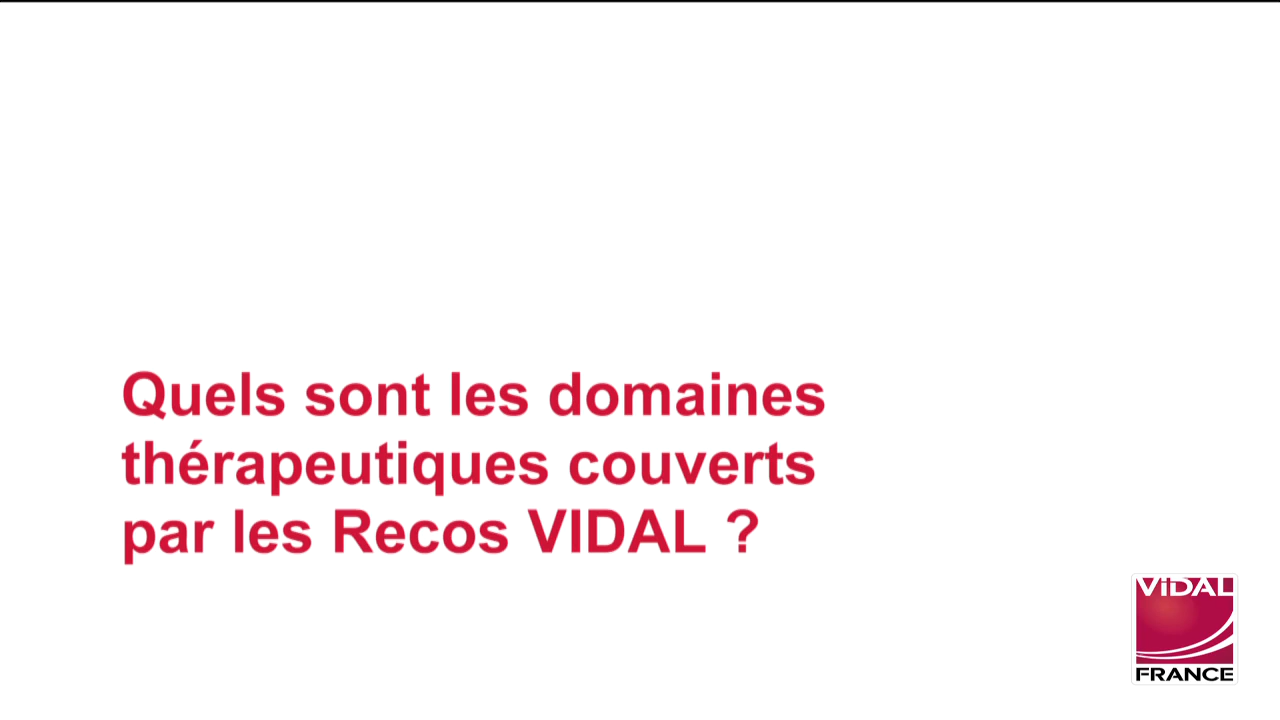 Quels sont les domaines
thérapeutiques couverts
par les Recos VIDAL ?
VIDAL
FRANCE